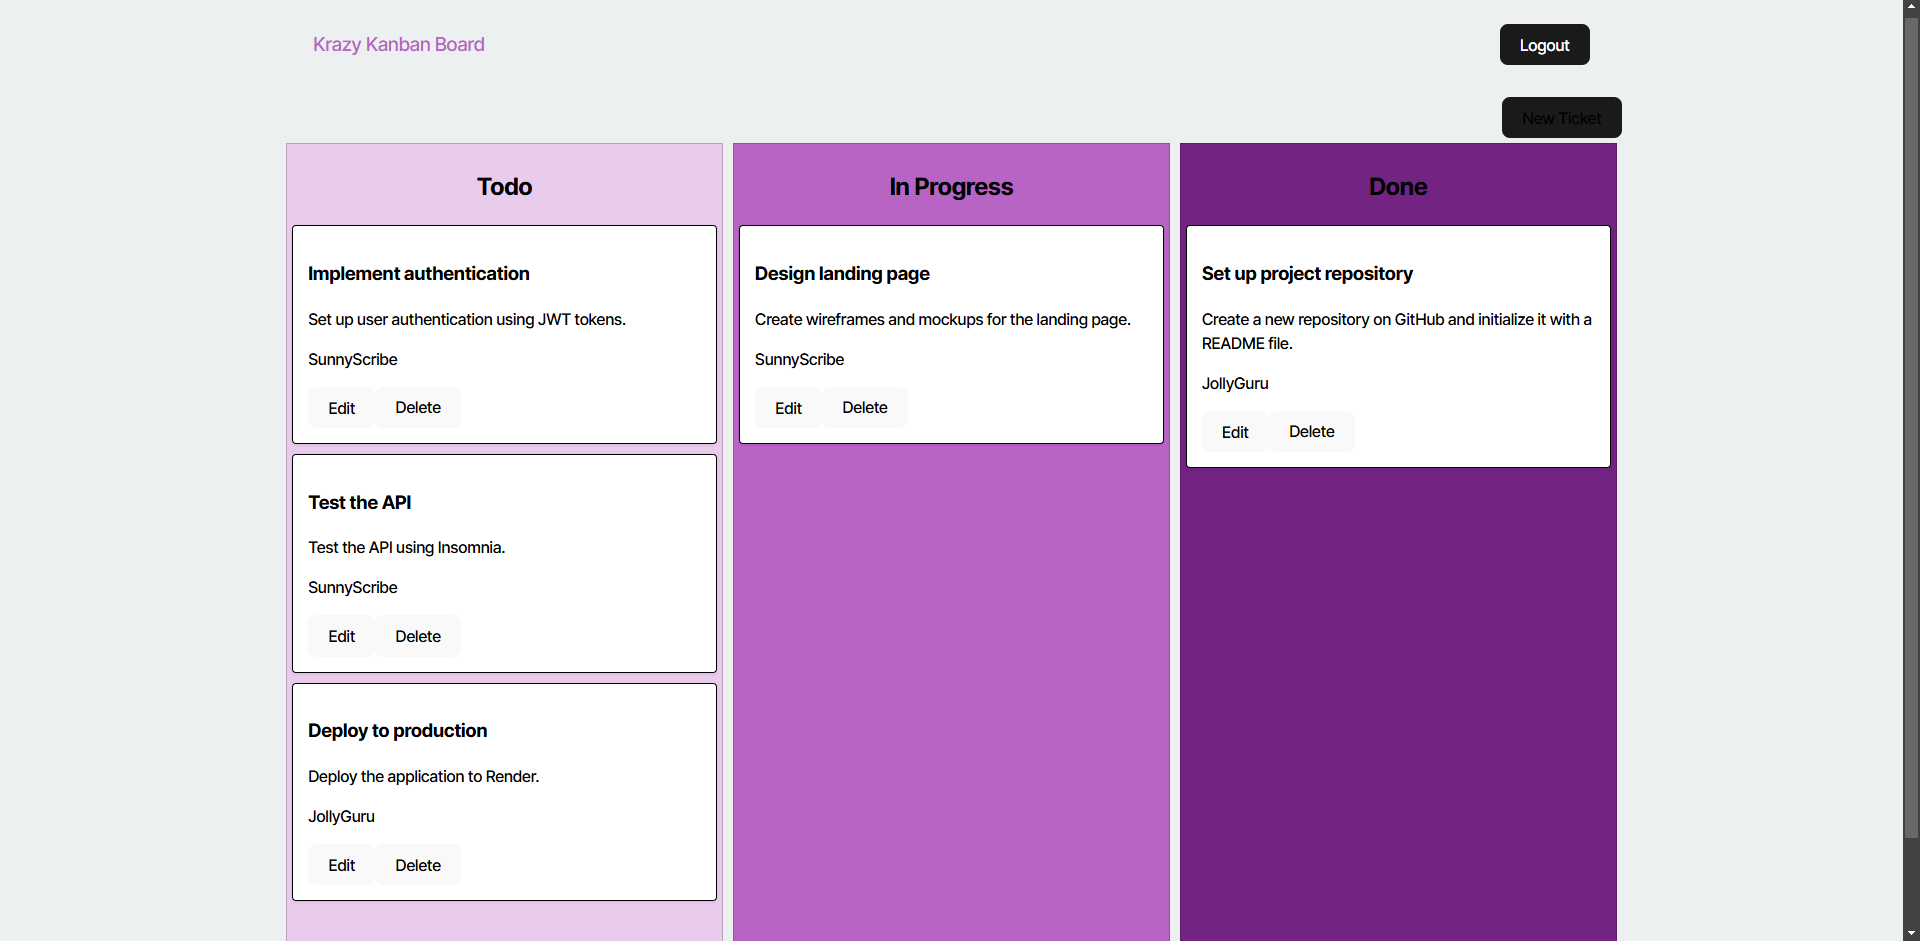 Krazy Kanban Board
Logout
New Ticket
Todo
Implement authentication
Set up user authentication using JWT tokens.
SunnyScribe
Edit
Delete
Test the API
Test the API using Insomnia.
SunnyScribe
Edit
Delete
Deploy to production
Deploy the application to Render.
JollyGuru
Edit
Delete
In Progress
Design landing page
Create wireframes and mockups for the landing page.
SunnyScribe
Edit
Delete
Done
Set up project repository
Create a new repository on GitHub and initialize it with a
README file.
JollyGuru
Edit
Delete